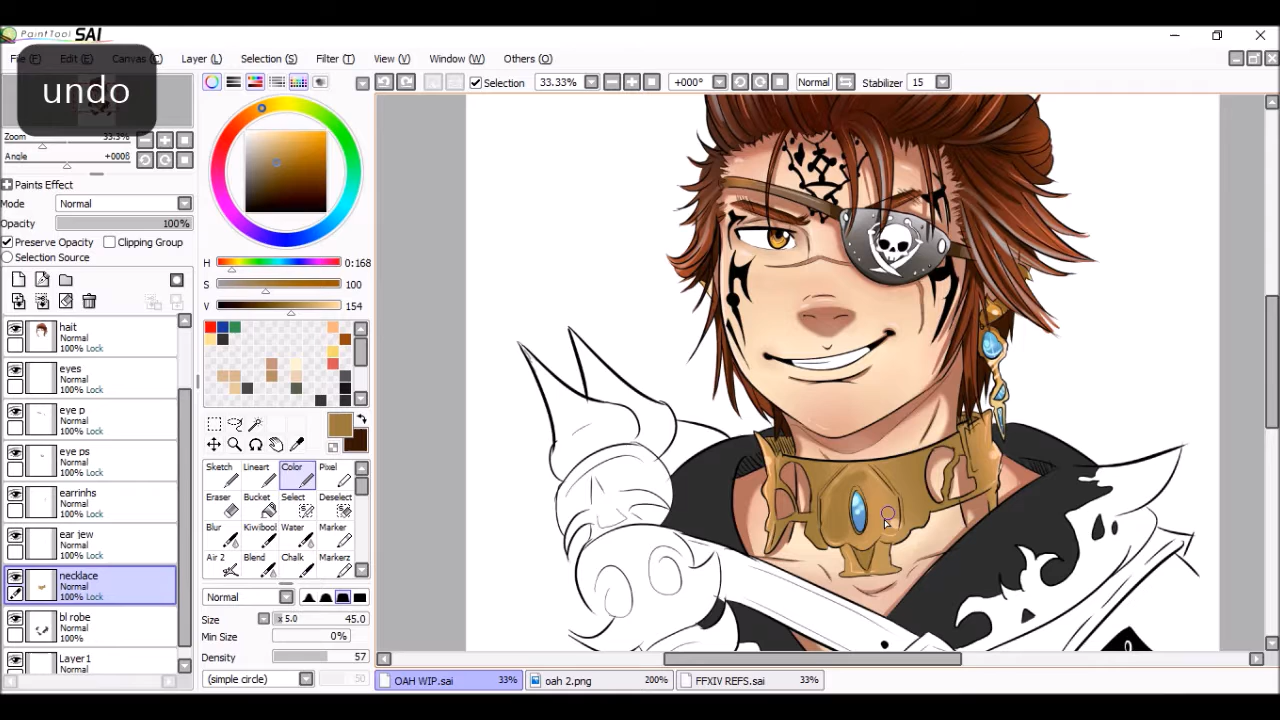 PaintTool SAI
File (F) Edit (E) Canvas (C) Layer (L) Selection (S) Filter (T) View (V) Window (W) Others (O)
undo
Selection 33.33% +000° Normal Stabilizer 15
Zoom 33.3%
Angle +000ß
Paints Effect
Mode Normal
Opacity 100%
Preserve Opacity Clipping Group
Selection Source
H 0:168
S 100
V 154
hait
Normal
100% Lock
eyes
Normal
100% Lock
eye p
Normal
100% Lock
eye ps
Normal
100% Lock
earrinhs
Normal
100% Lock
ear jew
Normal
100% Lock
necklace
Normal
100% Lock
bl robe
Normal
100%
Layer1
Normal
Sketch Lineart Color Pixel
Eraser Bucket Select Deselect
Blur Kiwibool Water Marker
Air 2 Blend Chalk Markerz
Normal
Size x 5.0 45.0
Min Size 0%
Density 57
(simple circle) 50
OAH WIP.sai 33% oah 2.png 200% FFXIV REFS.sai 33%